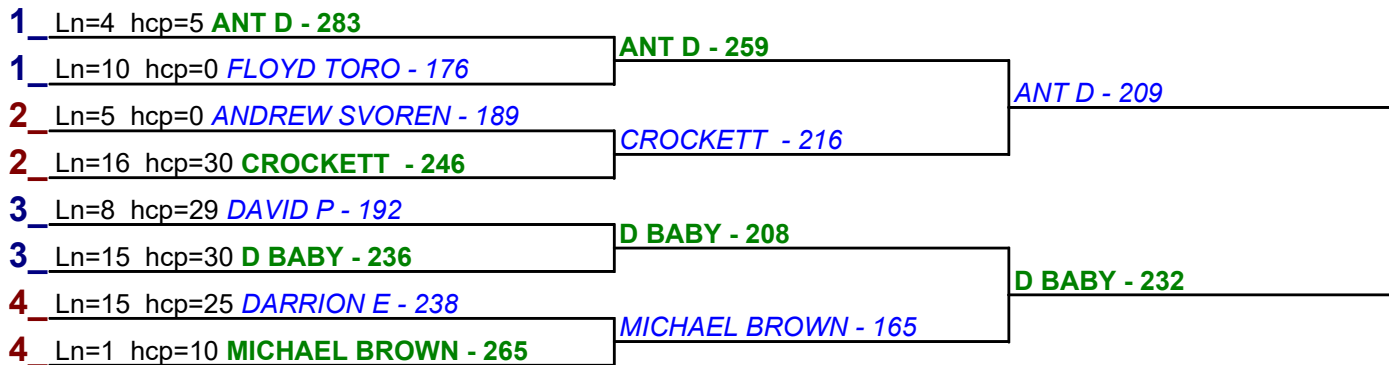 1_ Ln=4 hcp=5 ANT D - 283
ANT D - 259
1_ Ln=10 hcp=0 FLOYD TORO - 176
ANT D - 209
2_ Ln=5 hcp=0 ANDREW SVOREN - 189
CROCKETT - 216
2_ Ln=16 hcp=30 CROCKETT - 246
3_ Ln=8 hcp=29 DAVID P - 192
D BABY - 208
3_ Ln=15 hcp=30 D BABY - 236
D BABY - 232
4_ Ln=15 hcp=25 DARRION E - 238
MICHAEL BROWN - 165
4_ Ln=1 hcp=10 MICHAEL BROWN - 265